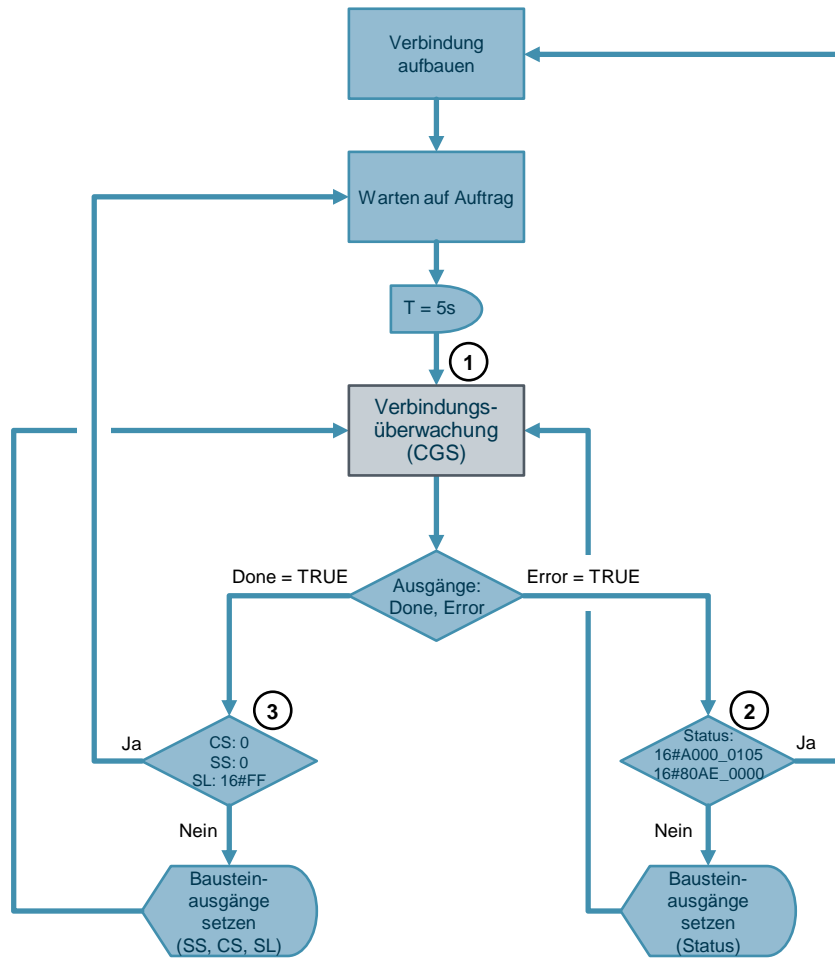 Verbindung
aufbauen
Warten auf Auftrag
T = 5s
1
Verbindungs-
überwachung
(CGS)
Done = TRUE
Ausgänge:
Done, Error
Error = TRUE
3
2
Ja
CS: 0
SS: 0
SL: 16#FF
Status:
16#A000_0105
16#80AE_0000
Ja
Nein
Nein
Baustein-
ausgänge
setzen
(SS, CS, SL)
Baustein-
ausgänge
setzen
(Status)